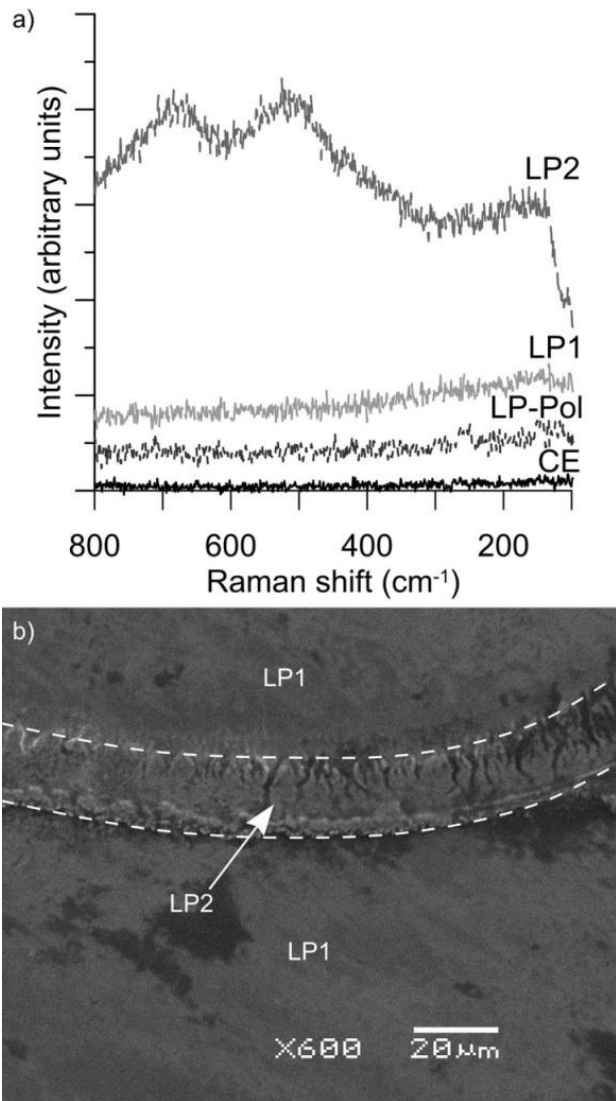 a)
Intensity (arbitrary units)
LP2
LP1
LP-Pol
CE
800 600 400 200
Raman shift (cm⁻¹)
b)
LP1
LP2
LP1
X600 20μm